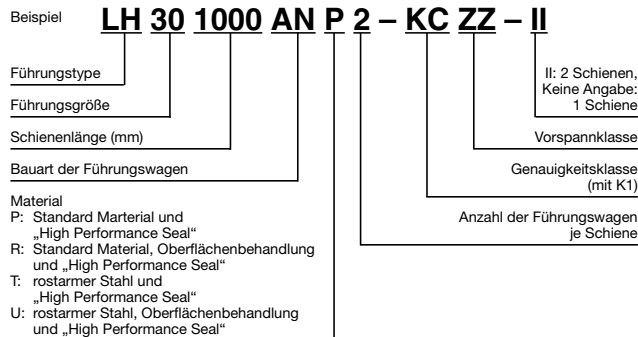 Beispiel LH 30 1000 AN P 2 – KC ZZ – II
Führungstype
Führungsgröße
Schienenlänge (mm)
Bauart der Führungswagen
Material
P: Standard Marterial und
„High Performance Seal“
R: Standard Material, Oberflächenbehandlung
und „High Performance Seal“
T: rostarmer Stahl und
„High Performance Seal“
U: rostarmer Stahl, Oberflächenbehandlung
und „High Performance Seal“
II: 2 Schienen,
Keine Angabe:
1 Schiene
Vorspannklasse
Genauigkeitsklasse
(mit K1)
Anzahl der Führungswagen
je Schiene